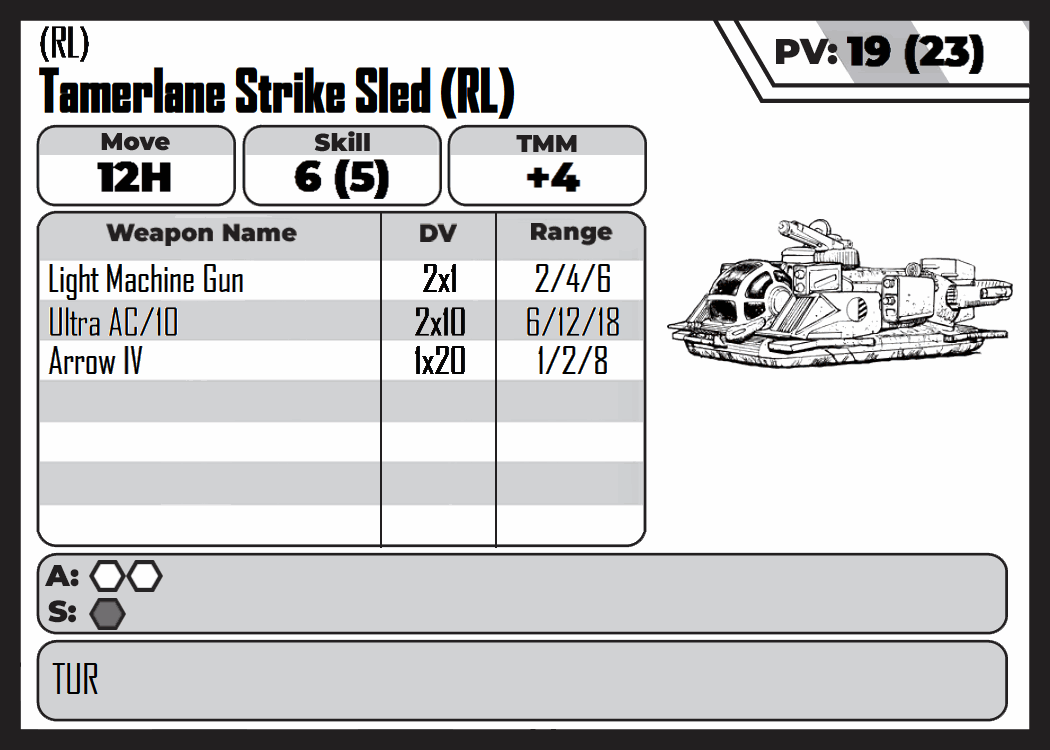 (RL)
Tamerlane Strike Sled (RL)
PV: 19 (23)
Move Skill TMM
12H 6 (5) +4
Weapon Name DV Range
Light Machine Gun 2x1 2/4/6
Ultra AC/10 2x10 6/12/18
Arrow IV 1x20 1/2/8
A:
S:
TUR